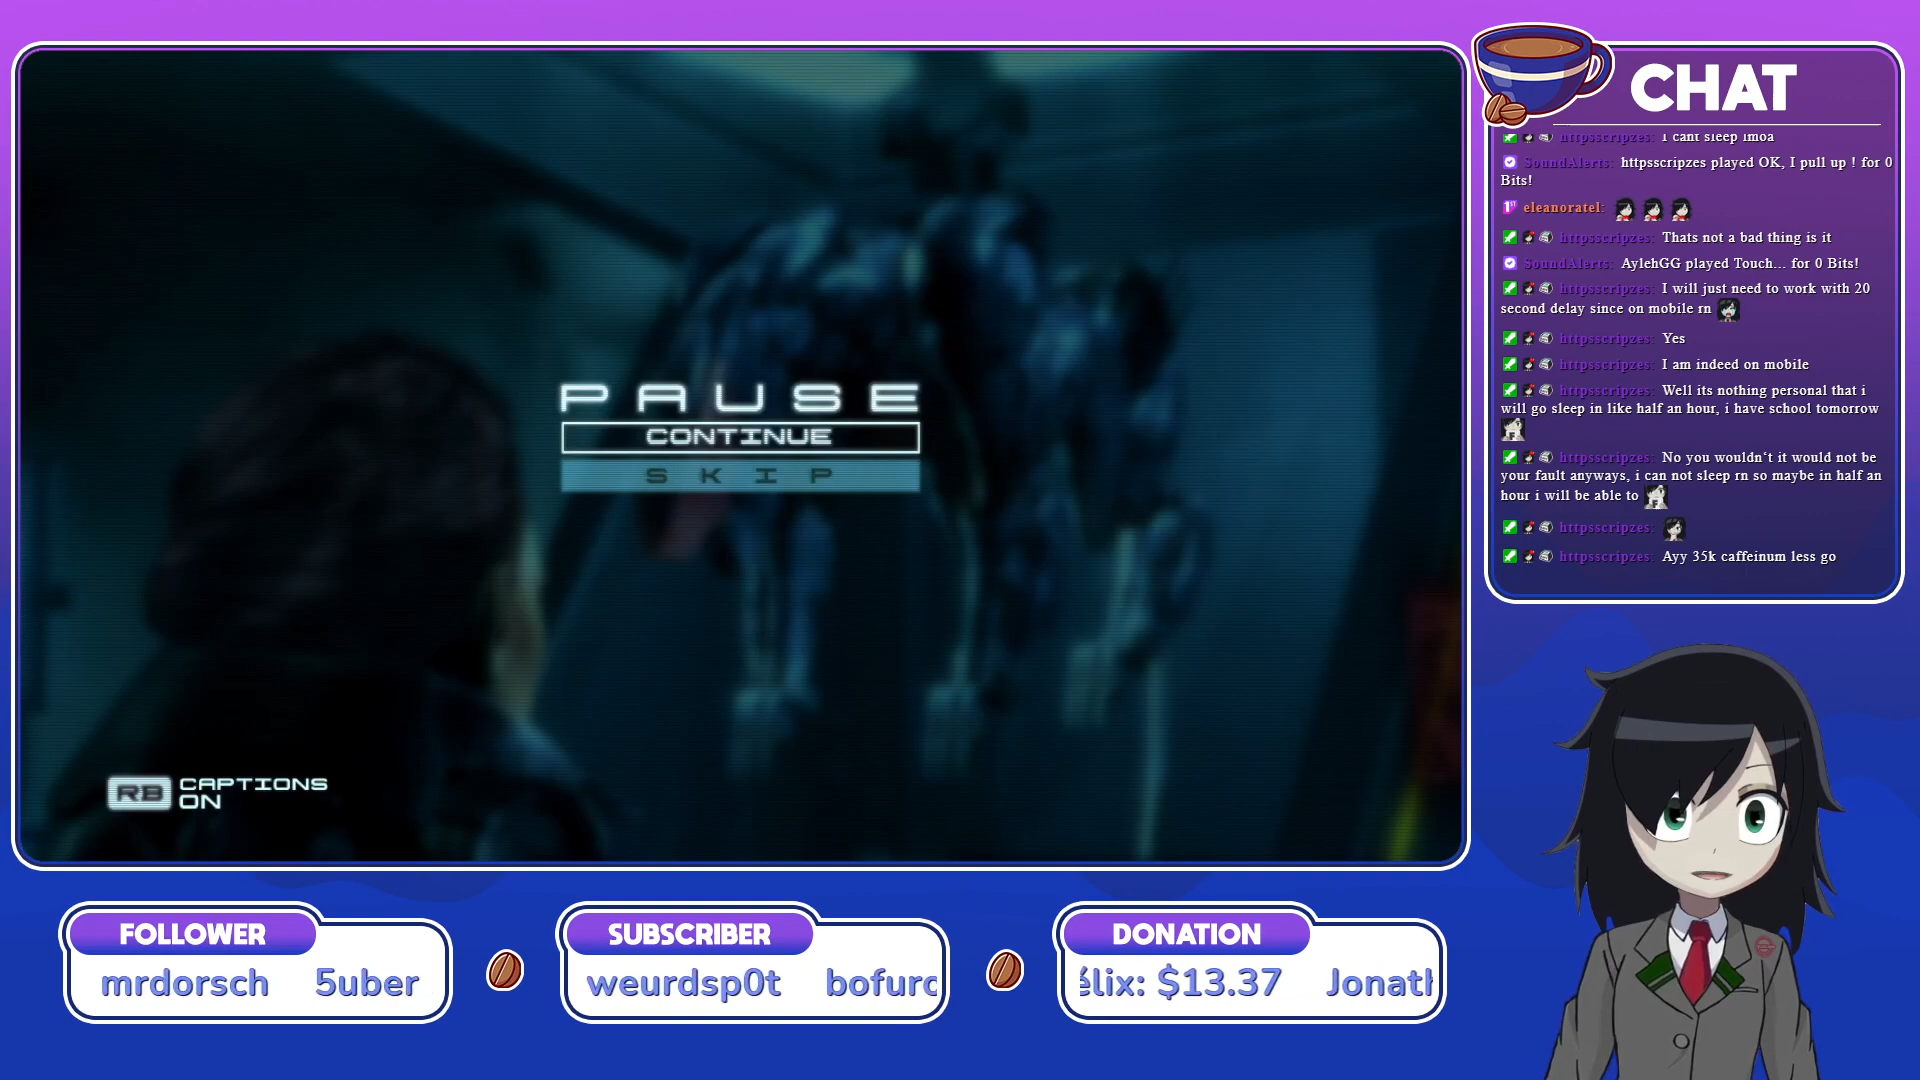 PAUSE
CONTINUE
SKIP
RB CAPTIONS
ON
CHAT
httpsscripzes: I cant sleep lmoa
SoundAlerts: httpsscripzes played OK, I pull up ! for 0
Bits!
eleanoratel:
httpsscripzes: Thats not a bad thing is it
SoundAlerts: AylehGG played Touch... for 0 Bits!
httpsscripzes: I will just need to work with 20
second delay since on mobile rn
httpsscripzes: Yes
httpsscripzes: I am indeed on mobile
httpsscripzes: Well its nothing personal that i
will go sleep in like half an hour, i have school tomorrow
httpsscripzes: No you wouldn't it would not be
your fault anyways, i can not sleep rn so maybe in half an
hour i will be able to
httpsscripzes:
httpsscripzes: Ayy 35k caffeinum less go
FOLLOWER
mrdorsch 5uber
SUBSCRIBER
weurdsp0t bofurc
DONATION
élix: $13.37 Jonath